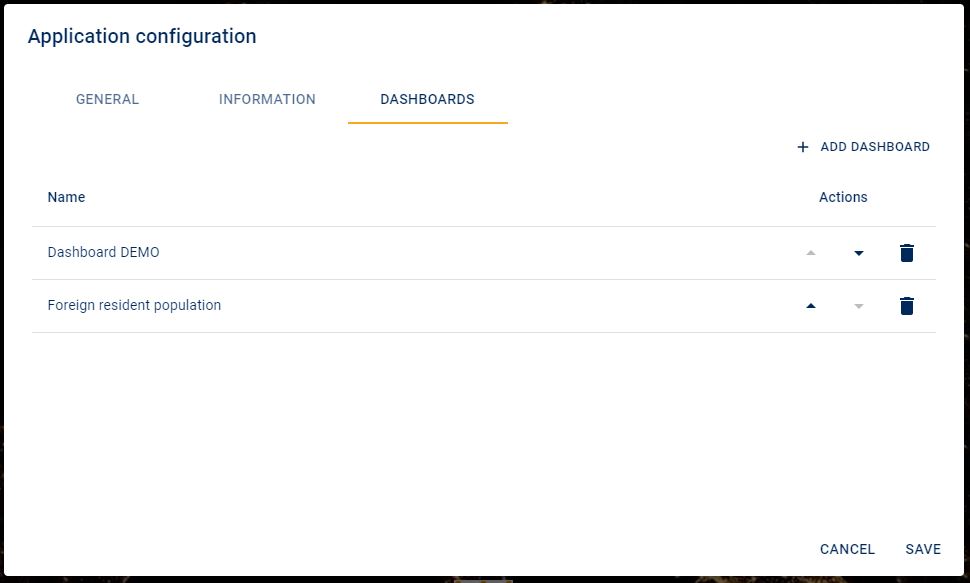 Application configuration
GENERAL INFORMATION DASHBOARDS
+ ADD DASHBOARD
Name Actions
Dashboard DEMO
Foreign resident population
CANCEL SAVE